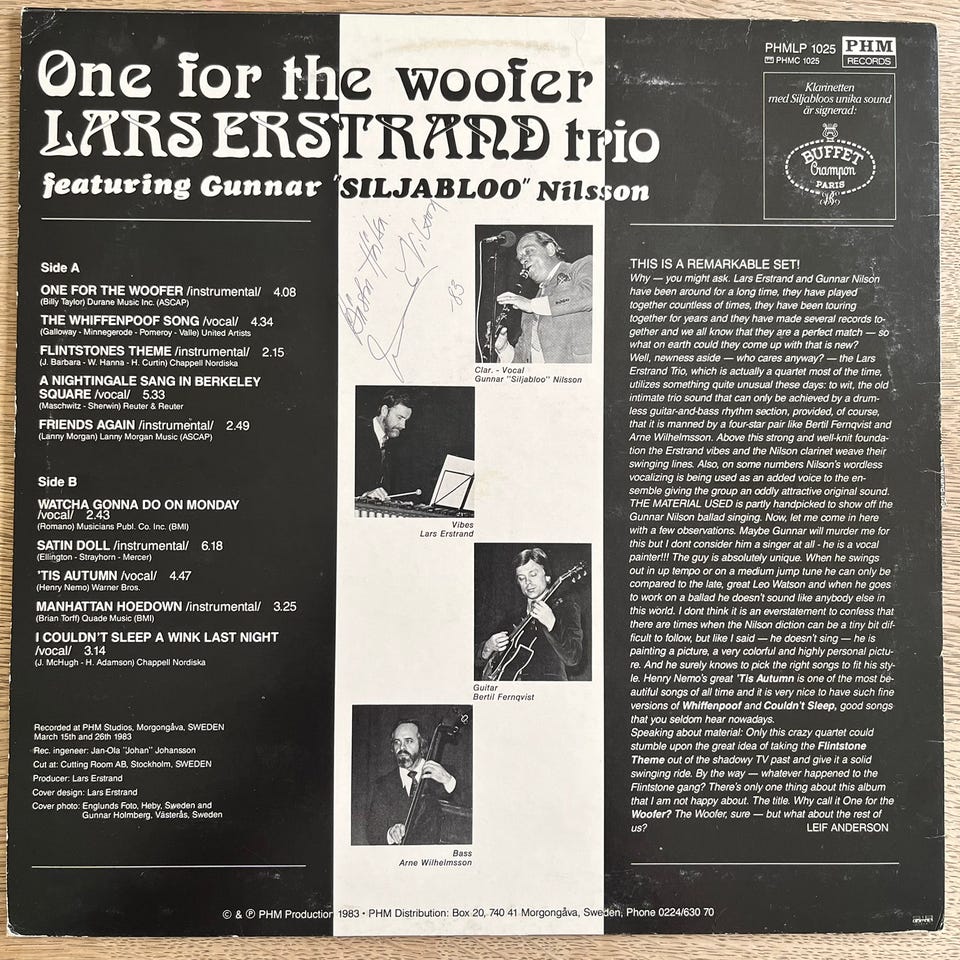 One for the woofer
LARS ERSTRAND trio
featuring Gunnar "SILJABLOO" Nilsson
PHMLP 1025
PHMC 1025
PHM
RECORDS
Klarinetten
med Siljabloos unika sound
är signerad:
BUFFET
Crampon
PARIS
Side A
ONE FOR THE WOOFER /instrumental/ 4.08
(Billy Taylor) Durane Music Inc. (ASCAP)
THE WHIFFENPOOF SONG /vocal/ 4.34
(Galloway - Minnegerode - Pomeroy - Valle) United Artists
FLINTSTONES THEME /instrumental/ 2.15
(J. Barbara - W. Hanna - H. Curtin) Chappell Nordiska
A NIGHTINGALE SANG IN BERKELEY
SQUARE /vocal/ 5.33
(Maschwitz - Sherwin) Reuter & Reuter
FRIENDS AGAIN /instrumental/ 2.49
(Lanny Morgan) Lanny Morgan Music (ASCAP)
Side B
WATCHA GONNA DO ON MONDAY
/vocal/ 2.43
(Romano) Musicians Publ. Co. Inc. (BMI)
SATIN DOLL /instrumental/ 6.18
(Ellington - Strayhorn - Mercer)
'TIS AUTUMN /vocal/ 4.47
(Henry Nemo) Warner Bros.
MANHATTAN HOEDOWN /instrumental/ 3.25
(Brian Torff) Quade Music (BMI)
I COULDN'T SLEEP A WINK LAST NIGHT
/vocal/ 3.14
(J. McHugh - H. Adamson) Chappell Nordiska
Recorded at PHM Studios, Morgongåva, SWEDEN
March 15th and 26th 1983
Rec. ingeneer: Jan-Ola "Johan" Johansson
Cut at: Cutting Room AB, Stockholm, SWEDEN
Producer: Lars Erstrand
Cover design: Lars Erstrand
Cover photo: Englunds Foto, Heby, Sweden and
Gunnar Holmberg, Västerås, Sweden
83
Clar. - Vocal
Gunnar "Siljabloo" Nilsson
Vibes
Lars Erstrand
Guitar
Bertil Fernqvist
Bass
Arne Wilhelmsson
THIS IS A REMARKABLE SET!
Why — you might ask. Lars Erstrand and Gunnar Nilson
have been around for a long time, they have played
together countless of times, they have been touring
together for years and they have made several records to-
gether and we all know that they are a perfect match — so
what on earth could they come up with that is new?
Well, newness aside — who cares anyway? — the Lars
Erstrand Trio, which is actually a quartet most of the time,
utilizes something quite unusual these days: to wit, the old
intimate trio sound that can only be achieved by a drum-
less guitar-and-bass rhythm section, provided, of course,
that it is manned by a four-star pair like Bertil Fernqvist and
Arne Wilhelmsson. Above this strong and well-knit founda-
tion the Erstrand vibes and the Nilson clarinet weave their
swinging lines. Also, on some numbers Nilson's wordless
vocalizing is being used as an added voice to the en-
semble giving the group an oddly attractive original sound.
THE MATERIAL USED is partly handpicked to show off the
Gunnar Nilson ballad singing. Now, let me come in here
with a few observations. Maybe Gunnar will murder me for
this but I dont consider him a singer at all - he is a vocal
painter!!! The guy is absolutely unique. When he swings
out in up tempo or on a medium jump tune he can only be
compared to the late, great Leo Watson and when he goes
to work on a ballad he doesn't sound like anybody else in
this world. I dont think it is an everstatement to confess that
there are times when the Nilson diction can be a tiny bit dif-
ficult to follow, but like I said — he doesn't sing — he is
painting a picture, a very colorful and highly personal pictu-
re. And he surely knows to pick the right songs to fit his sty-
le. Henry Nemo's great 'Tis Autumn is one of the most be-
autiful songs of all time and it is very nice to have such fine
versions of Whiffenpoof and Couldn't Sleep, good songs
that you seldom hear nowadays.
Speaking about material: Only this crazy quartet could
stumble upon the great idea of taking the Flintstone
Theme out of the shadowy TV past and give it a solid
swinging ride. By the way — whatever happened to the
Flintstone gang? There's only one thing about this album
that I am not happy about. The title. Why call it One for the
Woofer? The Woofer, sure — but what about the rest of
us? LEIF ANDERSON
© & ℗ PHM Production 1983 • PHM Distribution: Box 20, 740 41 Morgongåva, Sweden, Phone 0224/630 70